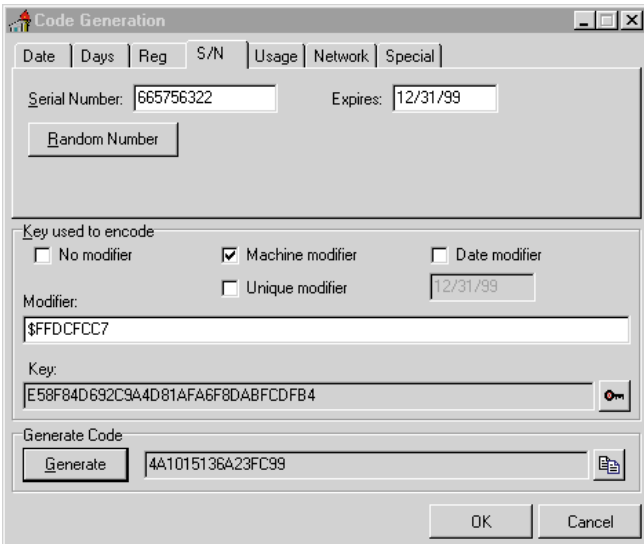 Code Generation
Date Days Reg S/N Usage Network Special
Serial Number: 665756322 Expires: 12/31/99
Random Number
Key used to encode
No modifier Machine modifier Date modifier
Unique modifier 12/31/99
Modifier:
$FFDCFCC7
Key:
E58F84D692C9A4D81AFA6F8DABFCDFB4
Generate Code
Generate 4A1015136A23FC99
OK Cancel